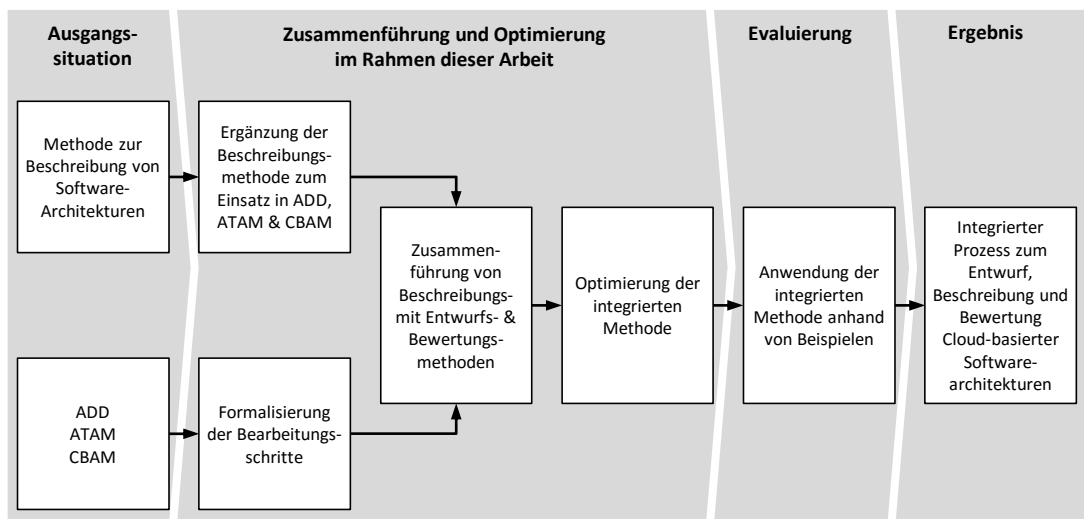 Ausgangs-
situation
Zusammenführung und Optimierung
im Rahmen dieser Arbeit
Evaluierung
Ergebnis
Methode zur
Beschreibung von
Software-
Architekturen
Ergänzung der
Beschreibungs-
methode zum
Einsatz in ADD,
ATAM & CBAM
Zusammen-
führung von
Beschreibungs-
mit Entwurfs- &
Bewertungs-
methoden
Optimierung der
integrierten
Methode
Anwendung der
integrierten
Methode anhand
von Beispielen
Integrierter
Prozess zum
Entwurf,
Beschreibung und
Bewertung
Cloud-basierter
Software-
architekturen
ADD
ATAM
CBAM
Formalisierung
der Bearbeitungs-
schritte